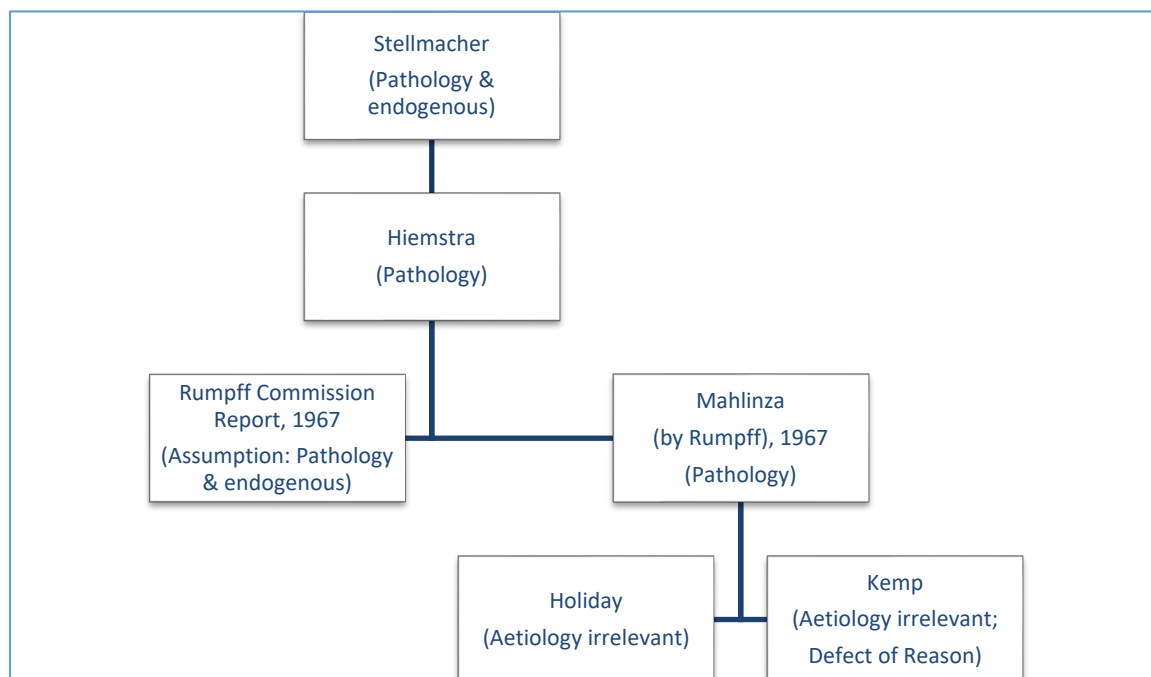 Stellmacher
(Pathology &
endogenous)
Hiemstra
(Pathology)
Rumpff Commission
Report, 1967
(Assumption: Pathology
& endogenous)
Mahlinza
(by Rumpff), 1967
(Pathology)
Holiday
(Aetiology irrelevant)
Kemp
(Aetiology irrelevant;
Defect of Reason)